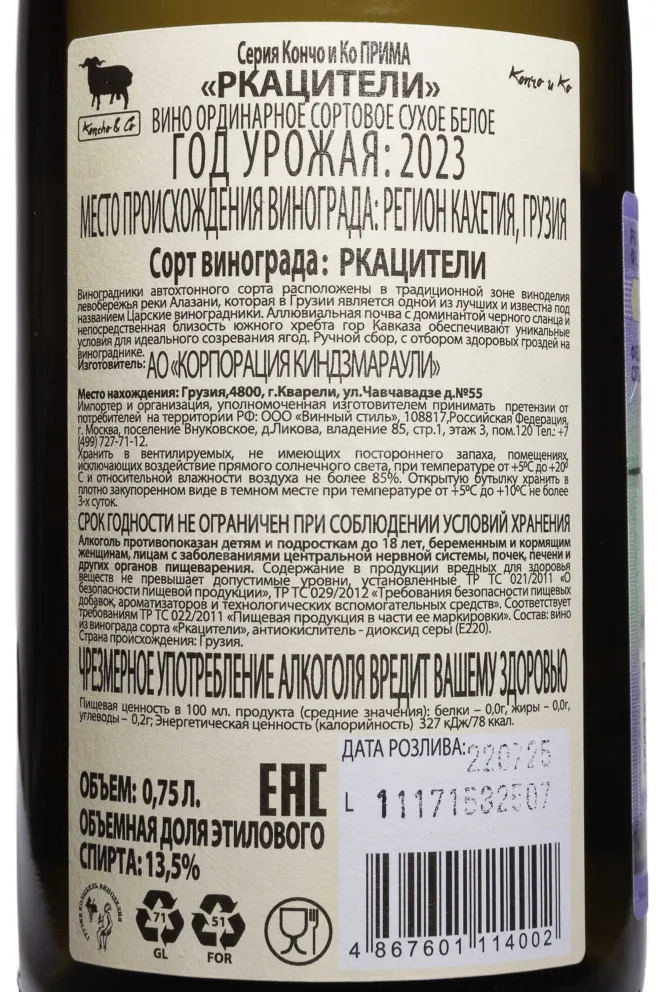 Серия Кончо и Ко ПРИМА
«РКАЦИТЕЛИ»
Koncho & Co
Кончо и Ко
ВИНО ОРДИНАРНОЕ СОРТОВОЕ СУХОЕ БЕЛОЕ
ГОД УРОЖАЯ: 2023
МЕСТО ПРОИСХОЖДЕНИЯ ВИНОГРАДА: РЕГИОН КАХЕТИЯ, ГРУЗИЯ
Сорт винограда: РКАЦИТЕЛИ
Виноградники автохтонного сорта расположены в традиционной зоне виноделия
левобережья реки Алазани, которая в Грузии является одной из лучших и известна под
названием Царские виноградники. Аллювиальная почва с доминантой черного сланца и
непосредственная близость южного хребта гор Кавказа обеспечивают уникальные
условия для идеального созревания ягод. Ручной сбор, с отбором здоровых гроздей на
винограднике.
Изготовитель: АО «КОРПОРАЦИЯ КИНДЗМАРАУЛИ»
Место нахождения: Грузия,4800, г.Кварели, ул.Чавчавадзе д.№55
Импортер и организация, уполномоченная изготовителем принимать претензии от
потребителей на территории РФ: ООО «Винный стиль», 108817,Российская Федерация,
г. Москва, поселение Внуковское, д.Ликова, владение 85, стр.1, этаж 3, пом.120 Тел.: +7
(499) 727-71-12.
Хранить в вентилируемых, не имеющих постороннего запаха, помещениях,
исключающих воздействие прямого солнечного света, при температуре от +5ºС до +20º
С и относительной влажности воздуха не более 85%. Открытую бутылку хранить в
плотно закупоренном виде в темном месте при температуре от +5ºС до +10ºС не более
3-х суток.
СРОК ГОДНОСТИ НЕ ОГРАНИЧЕН ПРИ СОБЛЮДЕНИИ УСЛОВИЙ ХРАНЕНИЯ
Алкоголь противопоказан детям и подросткам до 18 лет, беременным и кормящим
женщинам, лицам с заболеваниями центральной нервной системы, почек, печени и
других органов пищеварения. Содержание в продукции вредных для здоровья
веществ не превышает допустимые уровни, установленные ТР ТС 021/2011 «О
безопасности пищевой продукции», ТР ТС 029/2012 «Требования безопасности пищевых
добавок, ароматизаторов и технологических вспомогательных средств». Соответствует
требованиям ТР ТС 022/2011 «Пищевая продукция в части ее маркировки». Состав: вино
из винограда сорта «Ркацители», антиокислитель - диоксид серы (Е220).
Страна происхождения: Грузия.
ЧРЕЗМЕРНОЕ УПОТРЕБЛЕНИЕ АЛКОГОЛЯ ВРЕДИТ ВАШЕМУ ЗДОРОВЬЮ
Пищевая ценность в 100 мл. продукта (средние значения): белки – 0,0г, жиры – 0,0г,
углеводы – 0,2г; Энергетическая ценность (калорийность) 327 кДж/78 ккал.
ОБЪЕМ: 0,75 Л.
ОБЪЕМНАЯ ДОЛЯ ЭТИЛОВОГО
СПИРТА: 13,5%
EAC
71
GL
51
FOR
ДАТА РОЗЛИВА: 220725
L 11171532507
4 867601 114002